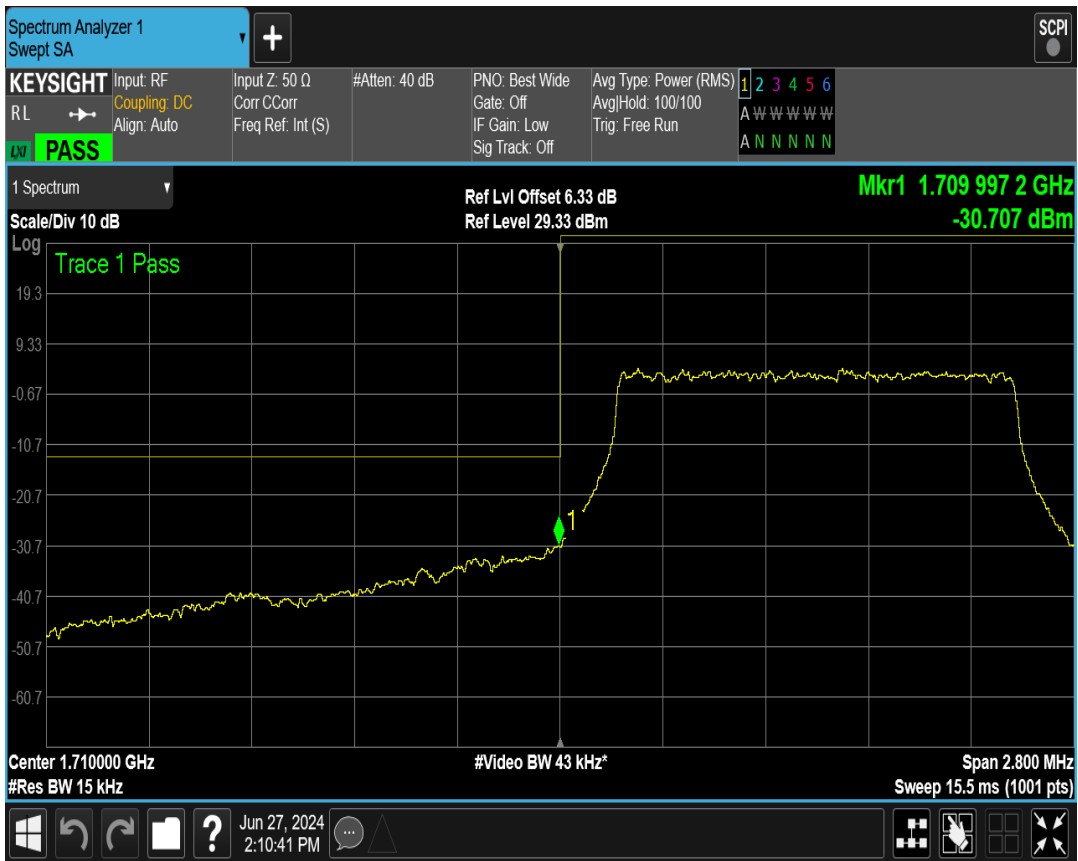 Spectrum Analyzer 1
Swept SA
+
SCPI
KEYSIGHT
R L
LXI PASS
Input: RF
Coupling: DC
Align: Auto
Input Z: 50 Ω
Corr CCorr
Freq Ref: Int (S)
#Atten: 40 dB
PNO: Best Wide
Gate: Off
IF Gain: Low
Sig Track: Off
Avg Type: Power (RMS)
Avg|Hold: 100/100
Trig: Free Run
1 2 3 4 5 6
A W W W W W
A N N N N N
1 Spectrum
Scale/Div 10 dB
Ref Lvl Offset 6.33 dB
Ref Level 29.33 dBm
Mkr1 1.709 997 2 GHz
-30.707 dBm
Log
Trace 1 Pass
19.3
9.33
-0.67
-10.7
-20.7
1
-30.7
-40.7
-50.7
-60.7
Center 1.710000 GHz
#Video BW 43 kHz*
Span 2.800 MHz
#Res BW 15 kHz
Sweep 15.5 ms (1001 pts)
?
Jun 27, 2024
2:10:41 PM